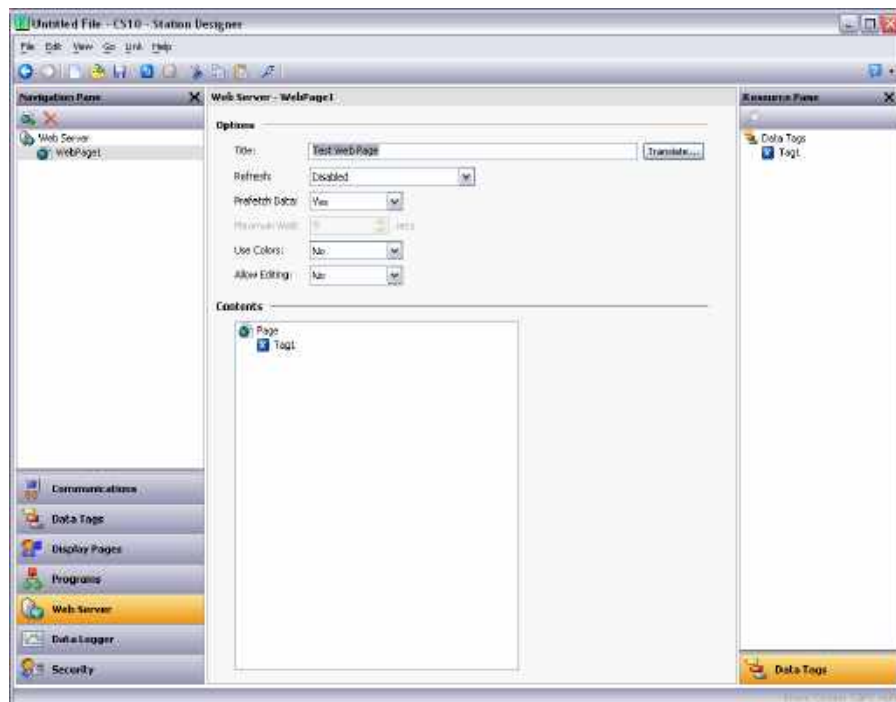 Untitled File - CS10 - Station Designer
File Edit View Go Link Help
Navigation Pane
Web Server - WebPage1
Resource Pane
Web Server
WebPage1
Options
Title: Test Web Page Translate...
Refresh: Disabled
Prefetch Data: Yes
Maximum Wait:
Use Colors: No
Allow Editing: No
Contents
Page
Tag1
Data Tags
Tag1
Communications
Data Tags
Display Pages
Programs
Web Server
Data Logger
Security
Data Tags